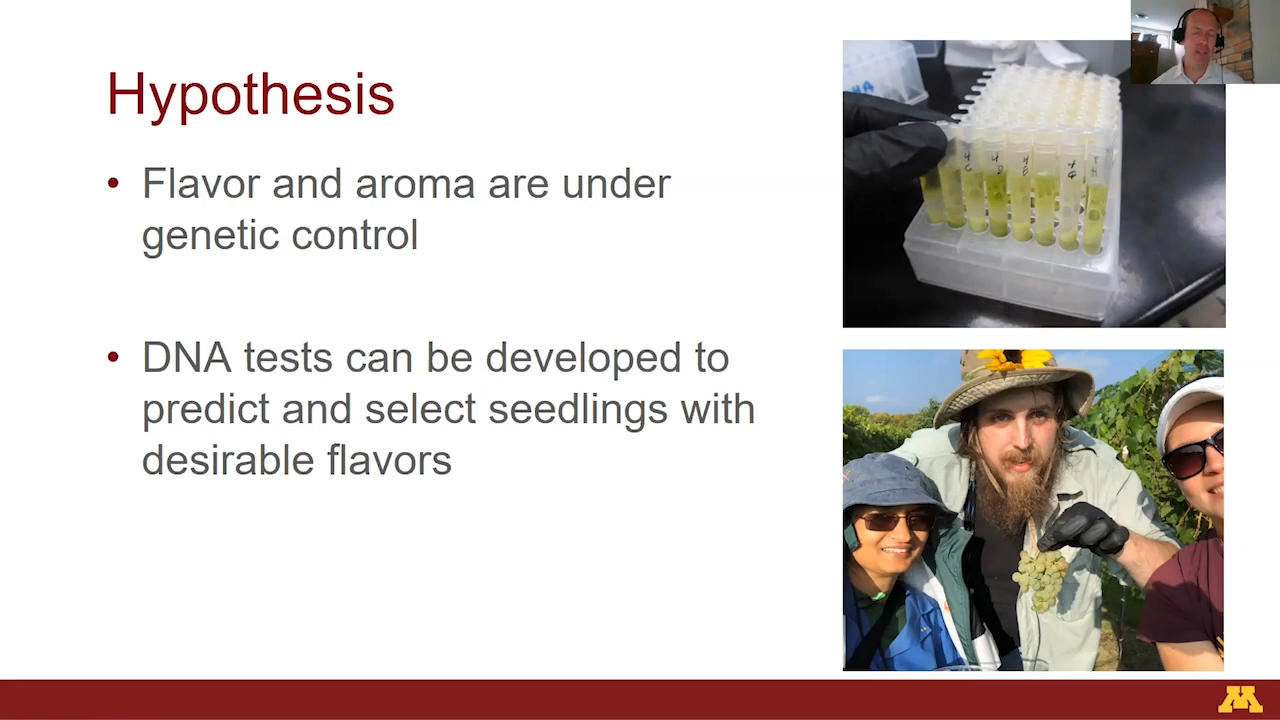 Hypothesis
• Flavor and aroma are under
genetic control
• DNA tests can be developed to
predict and select seedlings with
desirable flavors
M